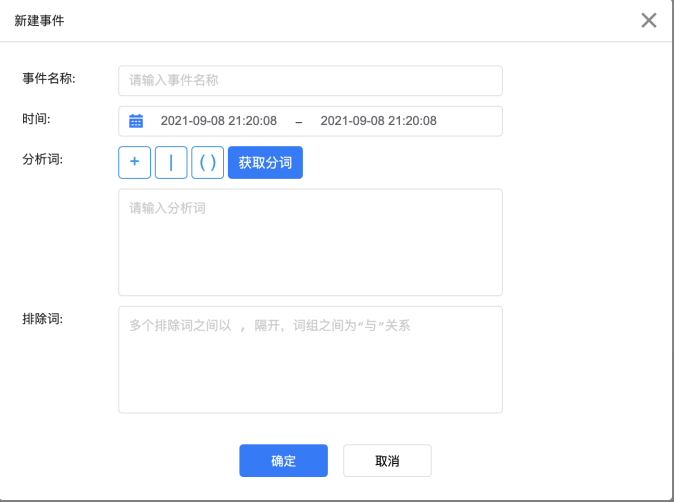 新建事件
事件名称: 请输入事件名称
时间: 2021-09-08 21:20:08 – 2021-09-08 21:20:08
分析词: + | ( ) 获取分词
请输入分析词
排除词: 多个排除词之间以 , 隔开, 词组之间为“与”关系
确定 取消